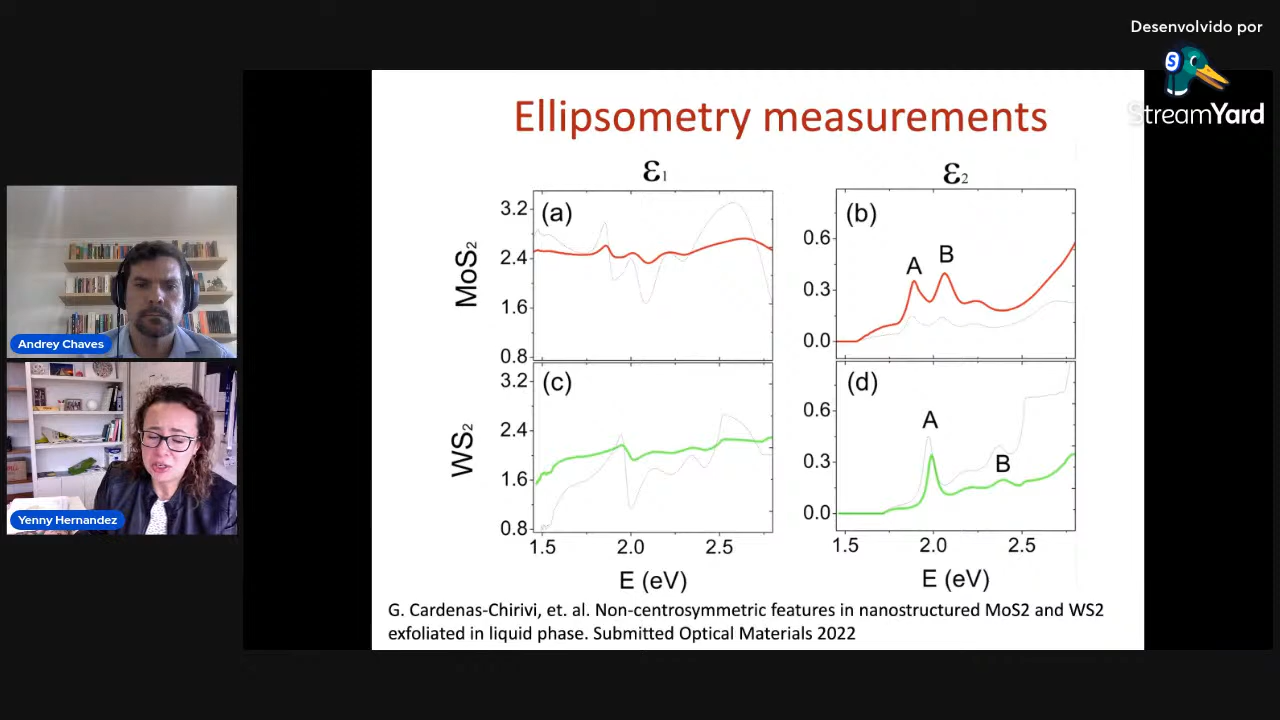 Desenvolvido por
S
StreamYard
Ellipsometry measurements
ε1
ε2
(a)
3.2
2.4
1.6
0.8
MoS2
(b)
A
B
0.6
0.3
0.0
(c)
3.2
2.4
1.6
0.8
WS2
(d)
A
B
0.6
0.3
0.0
1.5
2.0
2.5
E (eV)
1.5
2.0
2.5
E (eV)
G. Cardenas-Chirivi, et. al. Non-centrosymmetric features in nanostructured MoS2 and WS2
exfoliated in liquid phase. Submitted Optical Materials 2022
Andrey Chaves
Yenny Hernandez